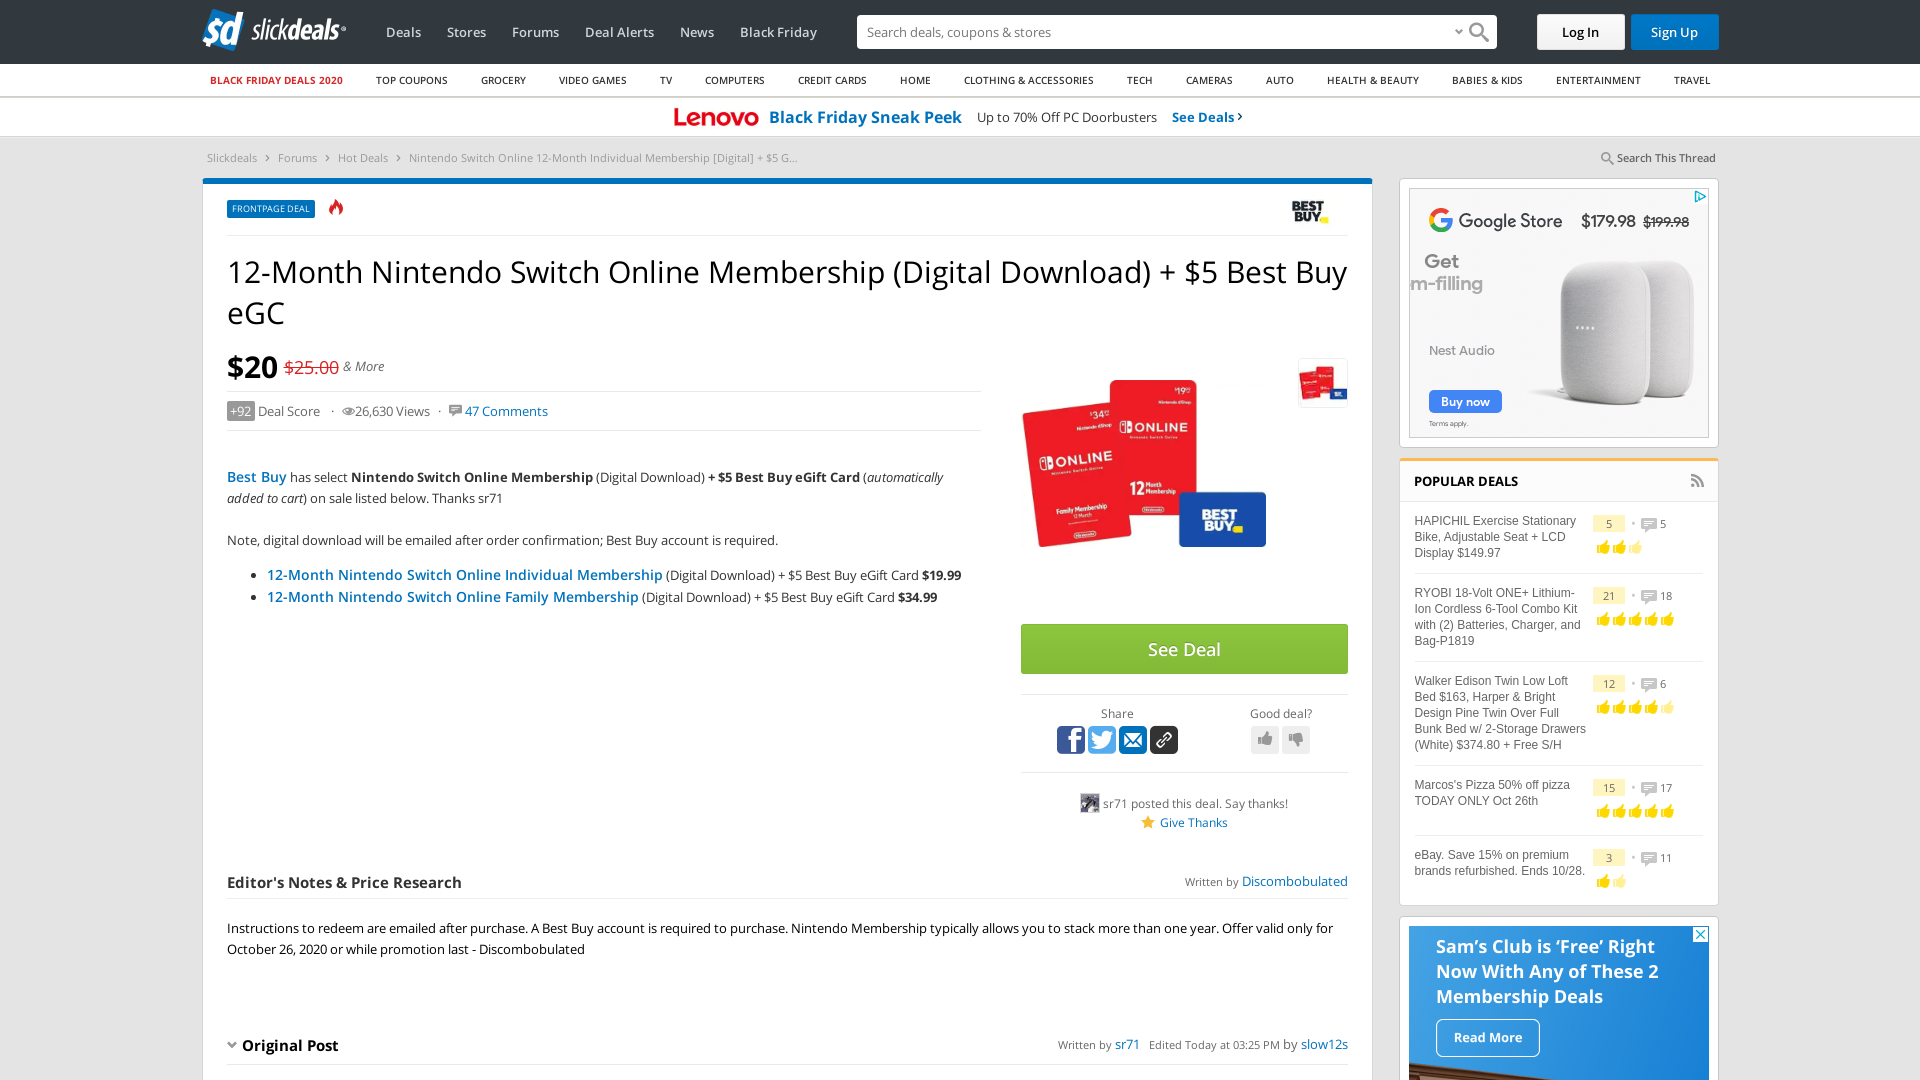 sd slickdeals
Deals Stores Forums Deal Alerts News Black Friday Search deals, coupons & stores Log In Sign Up
BLACK FRIDAY DEALS 2020 TOP COUPONS GROCERY VIDEO GAMES TV COMPUTERS CREDIT CARDS HOME CLOTHING & ACCESSORIES TECH CAMERAS AUTO HEALTH & BEAUTY BABIES & KIDS ENTERTAINMENT TRAVEL
Lenovo Black Friday Sneak Peek Up to 70% Off PC Doorbusters See Deals
Slickdeals Forums Hot Deals Nintendo Switch Online 12-Month Individual Membership [Digital] + $5 G... Search This Thread
FRONTPAGE DEAL
BEST BUY
12-Month Nintendo Switch Online Membership (Digital Download) + $5 Best Buy
eGC
$20 $25.00 & More
+92 Deal Score · 26,630 Views · 47 Comments
Best Buy has select Nintendo Switch Online Membership (Digital Download) + $5 Best Buy eGift Card (automatically
added to cart) on sale listed below. Thanks sr71
Note, digital download will be emailed after order confirmation; Best Buy account is required.
12-Month Nintendo Switch Online Individual Membership (Digital Download) + $5 Best Buy eGift Card $19.99
12-Month Nintendo Switch Online Family Membership (Digital Download) + $5 Best Buy eGift Card $34.99
$34
Nintendo eShop
ONLINE
Family Membership
12 Month
$19
Nintendo eShop
ONLINE
12 Month
Membership
BEST
BUY
See Deal
Share Good deal?
sr71 posted this deal. Say thanks!
Give Thanks
Editor's Notes & Price Research Written by Discombobulated
Instructions to redeem are emailed after purchase. A Best Buy account is required to purchase. Nintendo Membership typically allows you to stack more than one year. Offer valid only for
October 26, 2020 or while promotion last - Discombobulated
Original Post Written by sr71 Edited Today at 03:25 PM by slow12s
Google Store $179.98 $199.98
Get
m-filling
Nest Audio
Buy now
Terms apply.
POPULAR DEALS
HAPICHIL Exercise Stationary
Bike, Adjustable Seat + LCD
Display $149.97
5 • 5
RYOBI 18-Volt ONE+ Lithium-
Ion Cordless 6-Tool Combo Kit
with (2) Batteries, Charger, and
Bag-P1819
21 • 18
Walker Edison Twin Low Loft
Bed $163, Harper & Bright
Design Pine Twin Over Full
Bunk Bed w/ 2-Storage Drawers
(White) $374.80 + Free S/H
12 • 6
Marcos's Pizza 50% off pizza
TODAY ONLY Oct 26th
15 • 17
eBay. Save 15% on premium
brands refurbished. Ends 10/28.
3 • 11
Sam's Club is 'Free' Right
Now With Any of These 2
Membership Deals
Read More